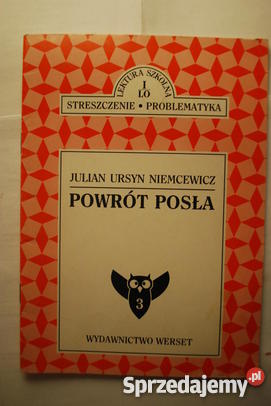 LEKTURA SZKOLNA
I
LO
STRESZCZENIE • PROBLEMATYKA
JULIAN URSYN NIEMCEWICZ
POWRÓT POSŁA
3
WYDAWNICTWO WERSET
Sprzedajemy.pl